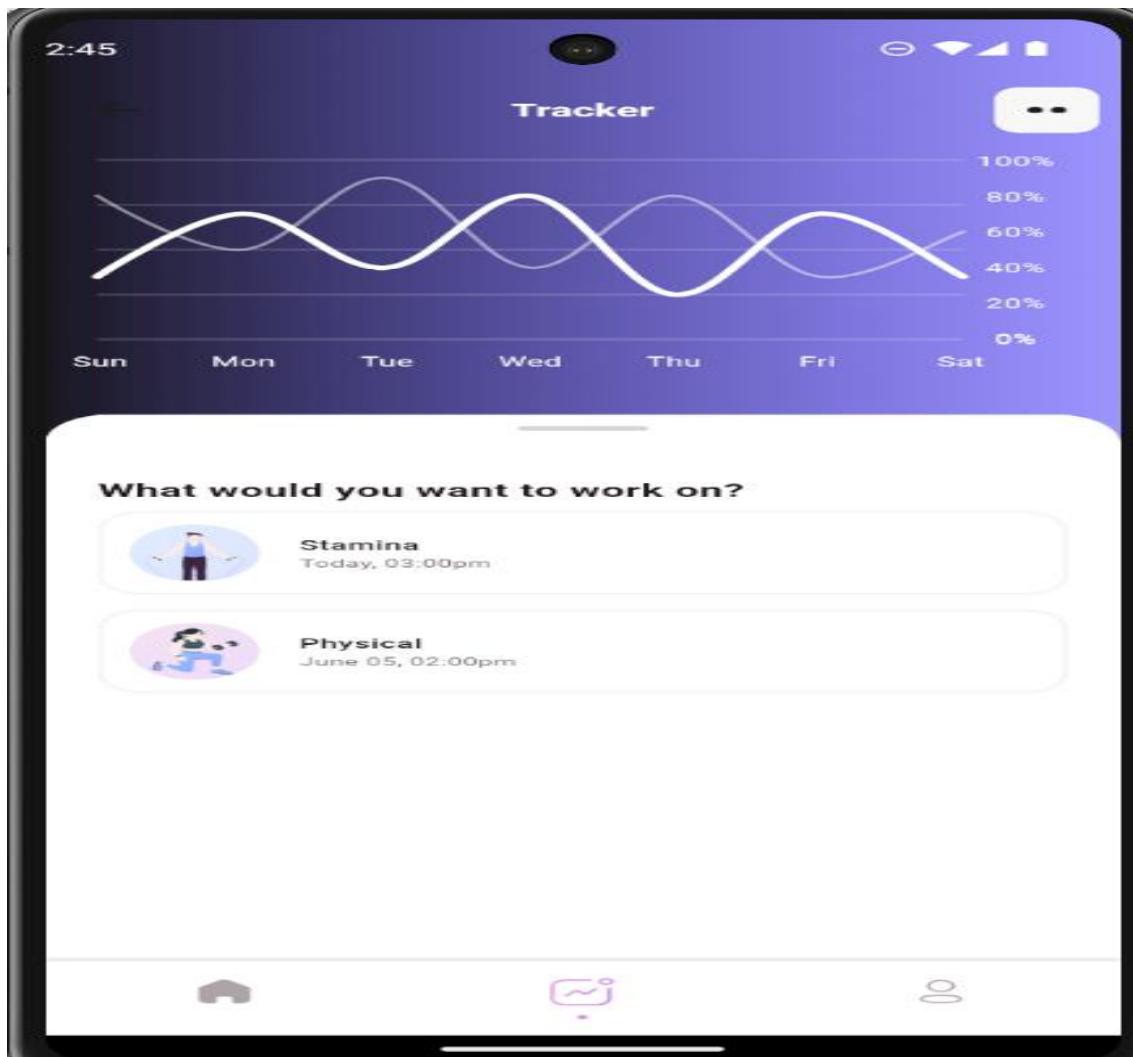 2:45
Tracker
100%
80%
60%
40%
20%
0%
Sun Mon Tue Wed Thu Fri Sat
What would you want to work on?
Stamina
Today, 03:00pm
Physical
June 05, 02:00pm